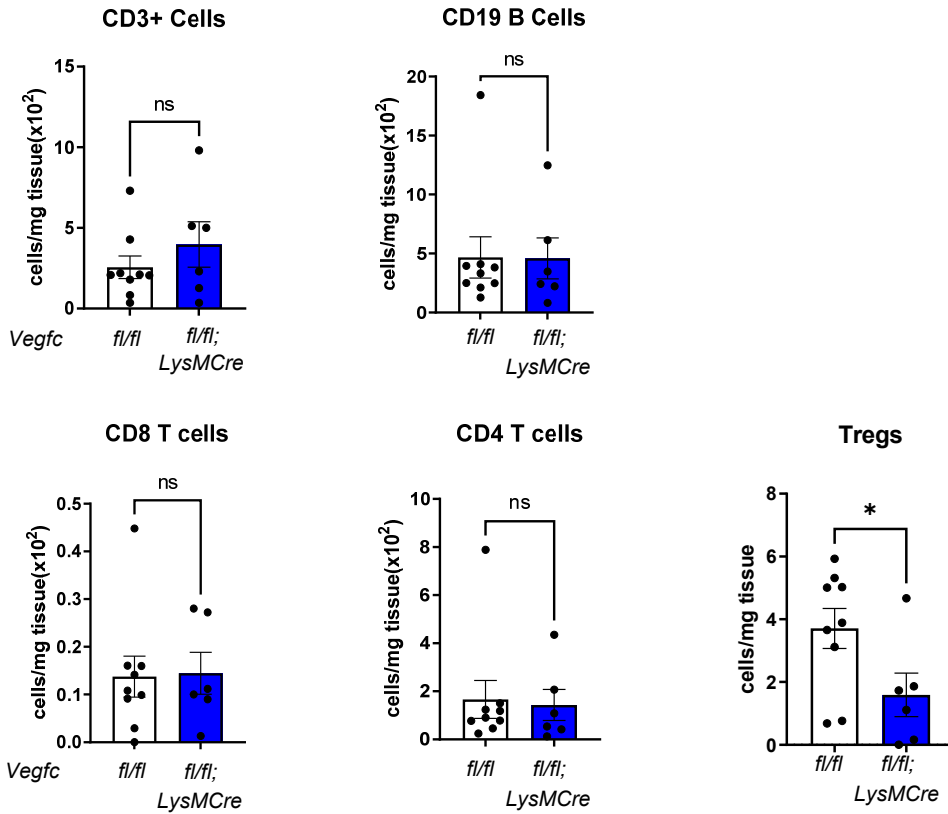 CD3+ Cells
CD19 B Cells
cells/mg tissue(x10²)
15
10
5
0
ns
Vegfc
fl/fl
fl/fl;
LysMCre
cells/mg tissue(x10²)
20
15
10
5
0
ns
fl/fl
fl/fl;
LysMCre
CD8 T cells
CD4 T cells
Tregs
cells/mg tissue(x10²)
0.5
0.4
0.3
0.2
0.1
0.0
ns
Vegfc
fl/fl
fl/fl;
LysMCre
cells/mg tissue(x10²)
10
8
6
4
2
0
ns
fl/fl
fl/fl;
LysMCre
cells/mg tissue
8
6
4
2
0
*
fl/fl
fl/fl;
LysMCre